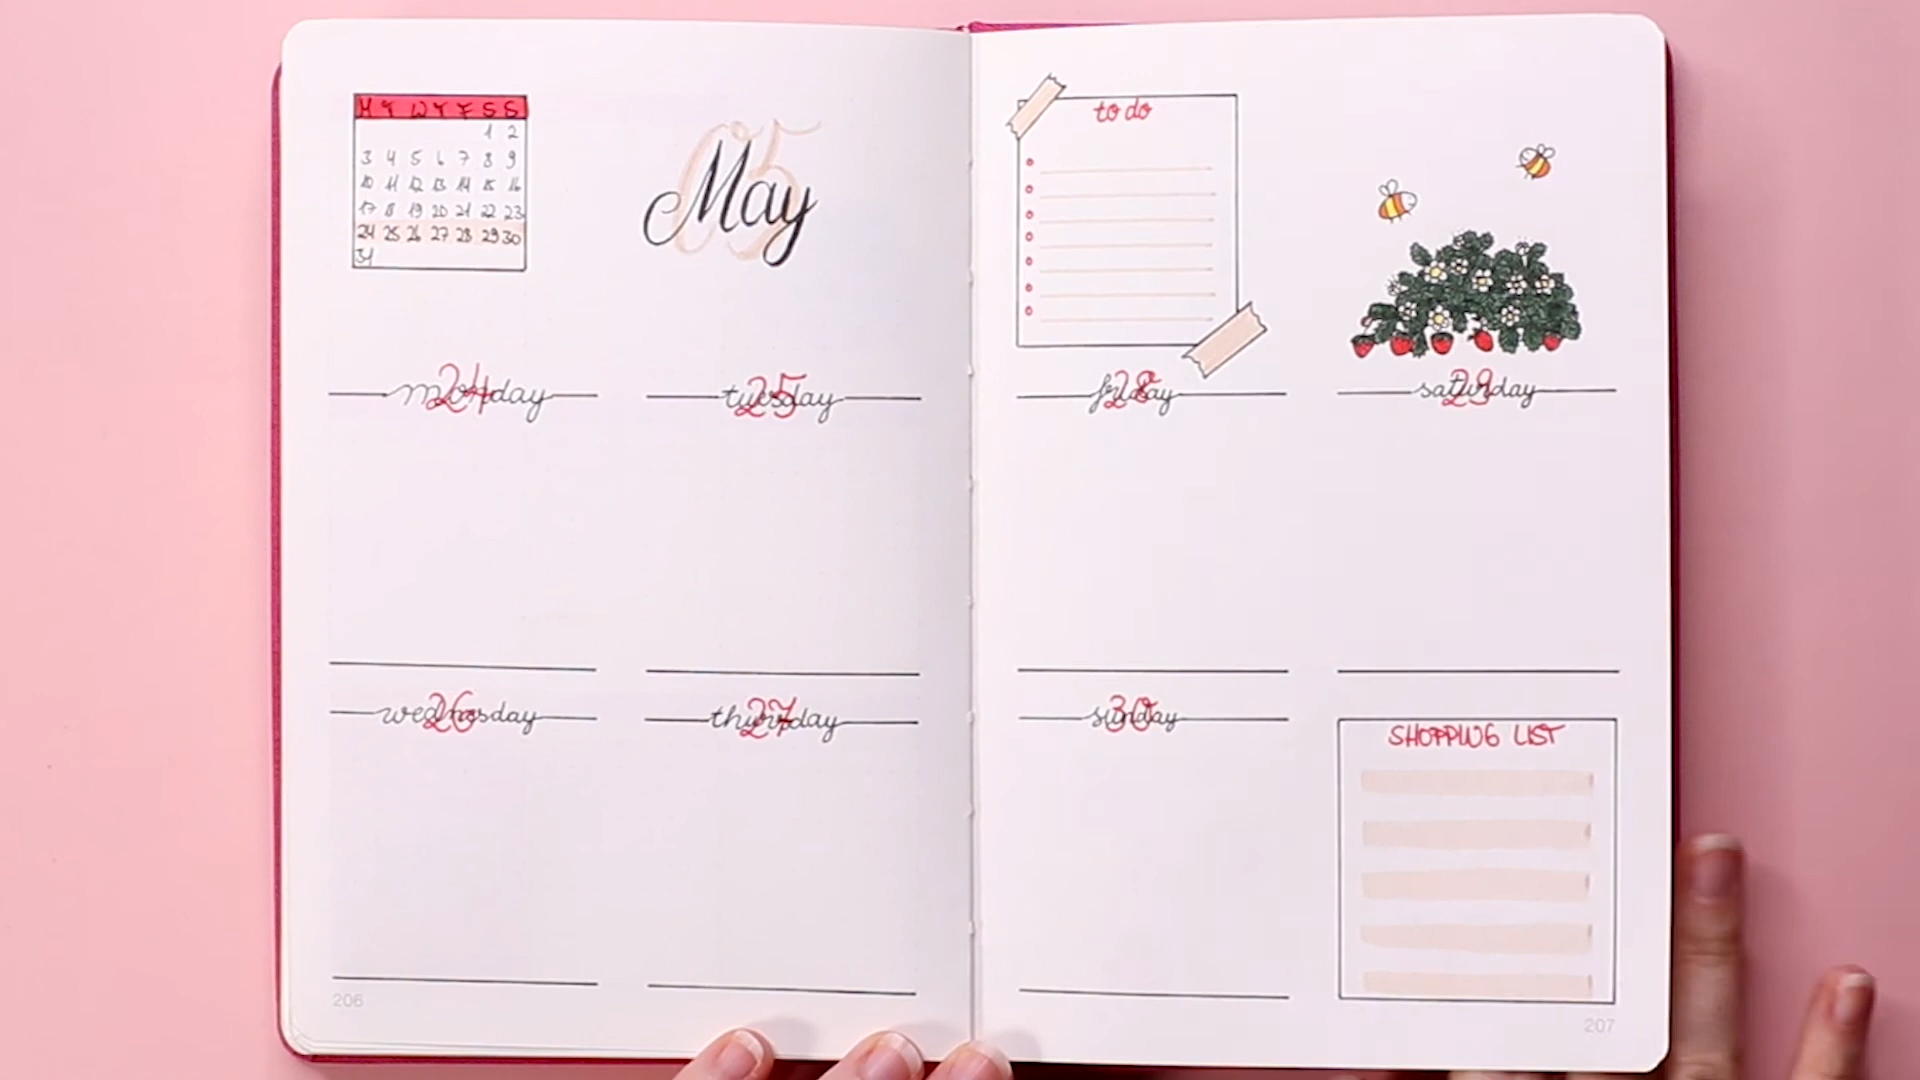 M T W T F S S
1 2
3 4 5 6 7 8 9
10 11 12 13 14 15 16
17 18 19 20 21 22 23
24 25 26 27 28 29 30
31
05
May
24
monday
25
tuesday
26
wednesday
27
thursday
206
to do
28
friday
29
saturday
30
sunday
SHOPPING LIST
207